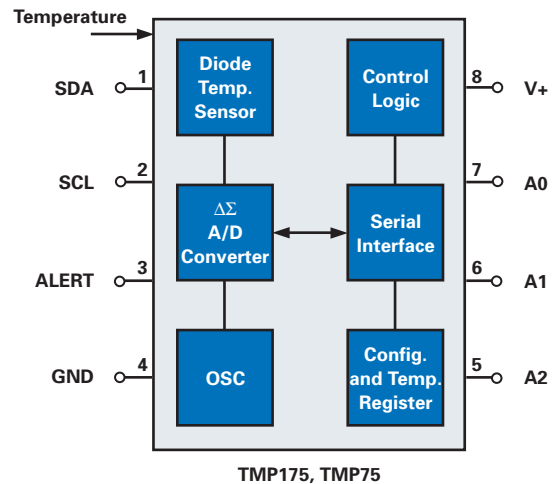 Temperature
1
SDA
Diode
Temp.
Sensor
Control
Logic
8
V+
2
SCL
ΔΣ
A/D
Converter
Serial
Interface
7
A0
3
ALERT
6
A1
4
GND
OSC
Config.
and Temp.
Register
5
A2
TMP175, TMP75